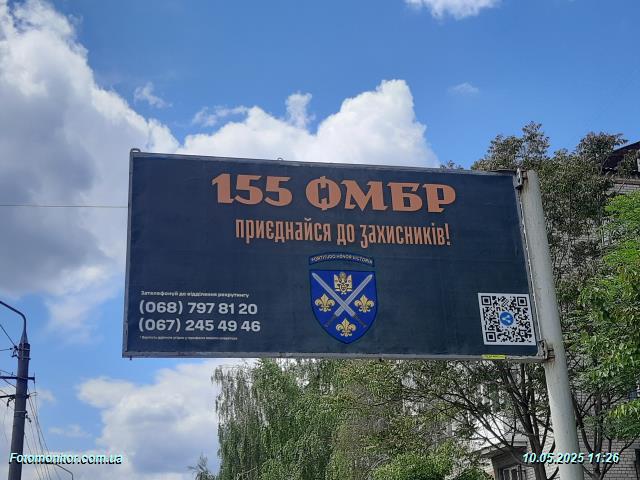 155 ОМБР
приєднайся до захисників!
FORTITUDO HONOR VICTORIA
Зателефонуй до відділення рекрутингу
(068) 797 81 20
(067) 245 49 46
Fotomonitor.com.ua
10.05.2025 11:26